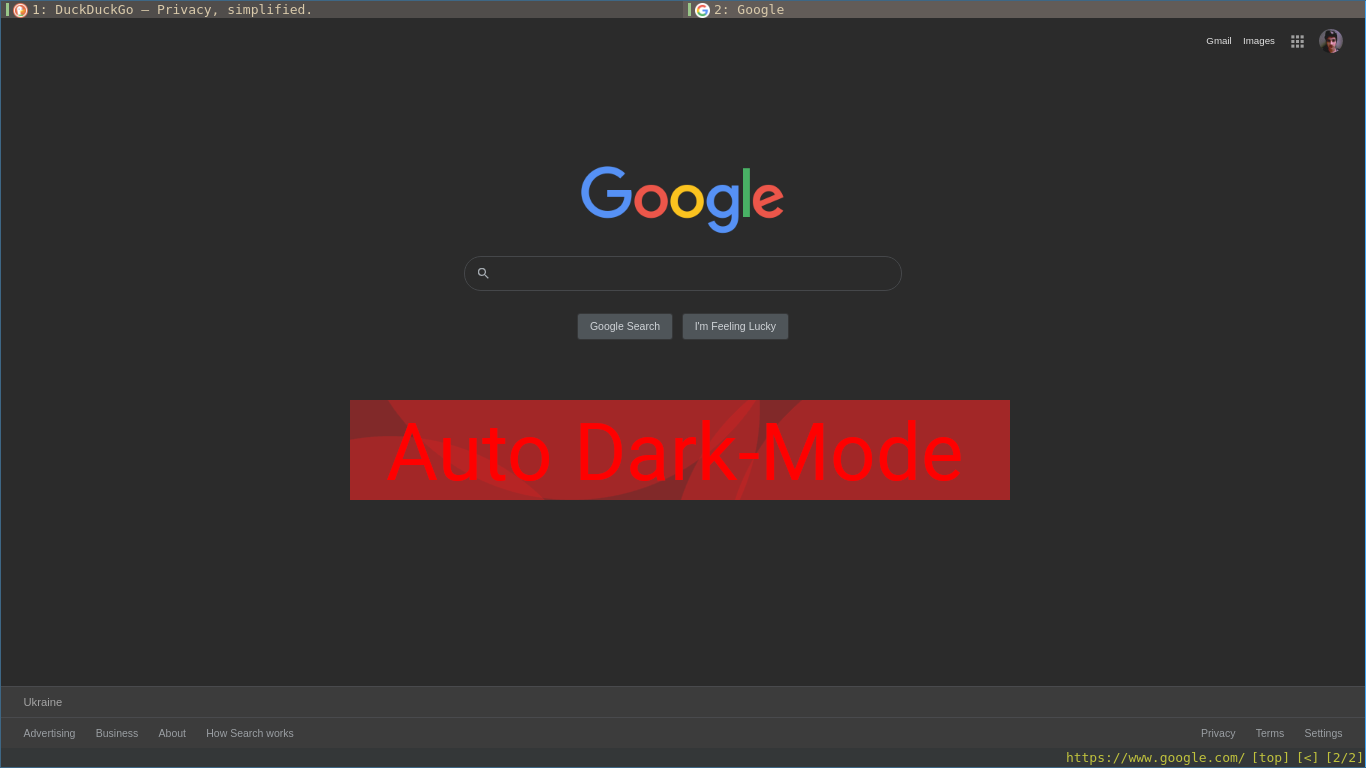 1: DuckDuckGo — Privacy, simplified.
2: Google
Gmail Images
Google
Google Search I'm Feeling Lucky
Auto Dark-Mode
Ukraine
Advertising Business About How Search works Privacy Terms Settings
https://www.google.com/ [top] [<] [2/2]